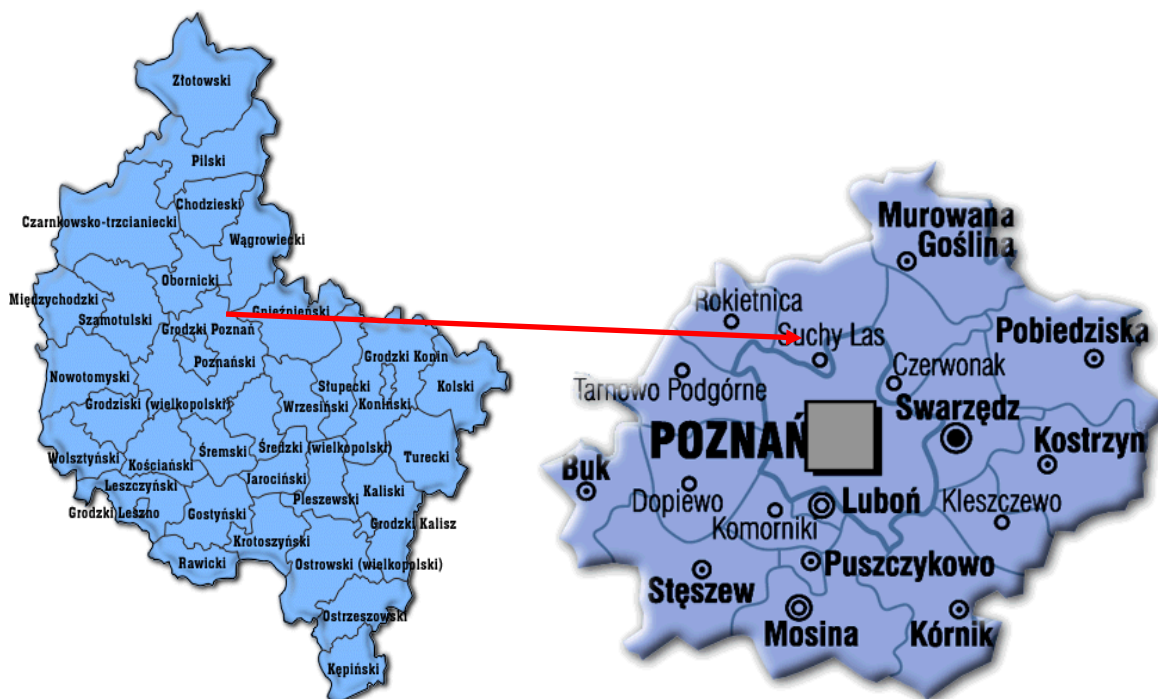 Złotowski
Pilski
Chodzieski
Czarnkowsko-trzcianiecki
Wągrowiecki
Obornicki
Międzychodzki
Gnieźnieński
Szamotulski
Grodzki Poznań
Poznański
Grodzki Konin
Nowotomyski
Słupecki
Kolski
Grodziski (wielkopolski)
Wrzesiński
Koniński
Wolsztyński
Śremski
Średzki (wielkopolski)
Turecki
Kościański
Leszczyński
Jarociński
Kaliski
Pleszewski
Grodzki Leszno
Gostyński
Grodzki Kalisz
Krotoszyński
Rawicki
Ostrowski (wielkopolski)
Ostrzeszowski
Kępiński
Murowana
Goślina
Rokietnica
Suchy Las
Pobiedziska
Czerwonak
Tarnowo Podgórne
Swarzędz
POZNAŃ
Kostrzyn
Buk
Dopiewo
Luboń
Kleszczewo
Komorniki
Puszczykowo
Stęszew
Mosina
Kórnik